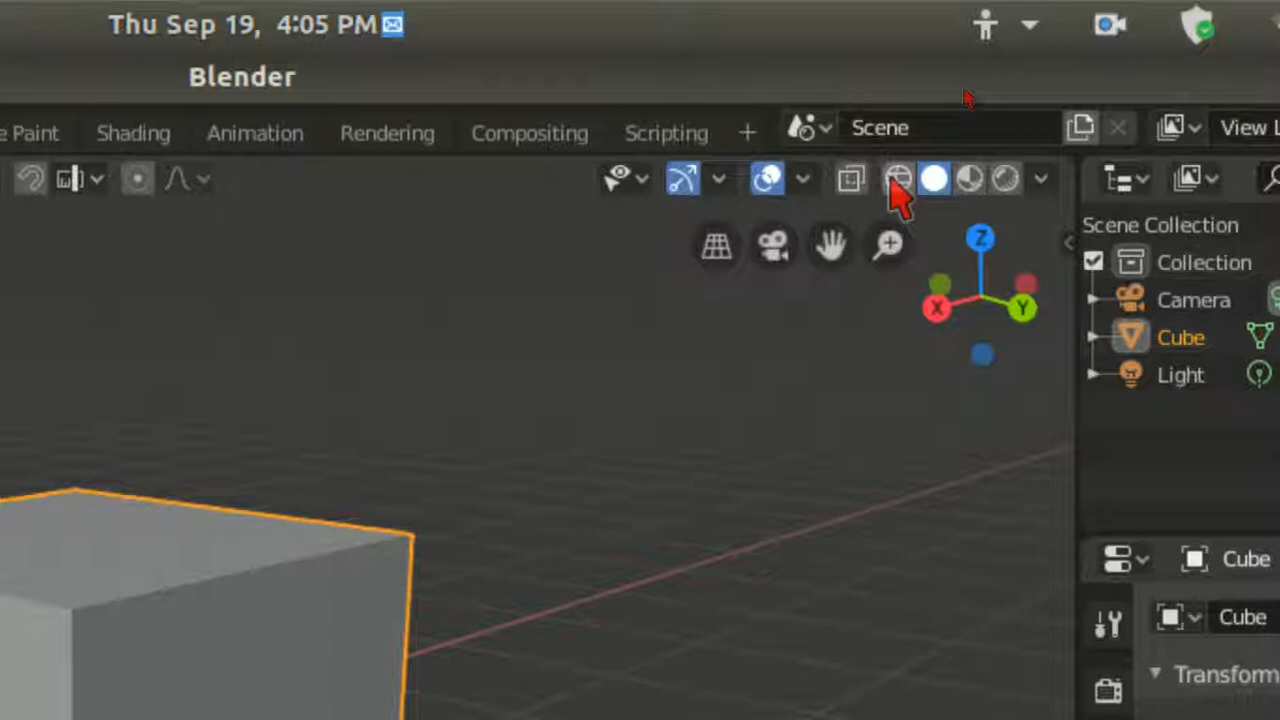 Thu Sep 19, 4:05 PM
Blender
e Paint Shading Animation Rendering Compositing Scripting + Scene View L
Z
X
Y
Scene Collection
Collection
Camera
Cube
Light
Cube
Cube
Transform